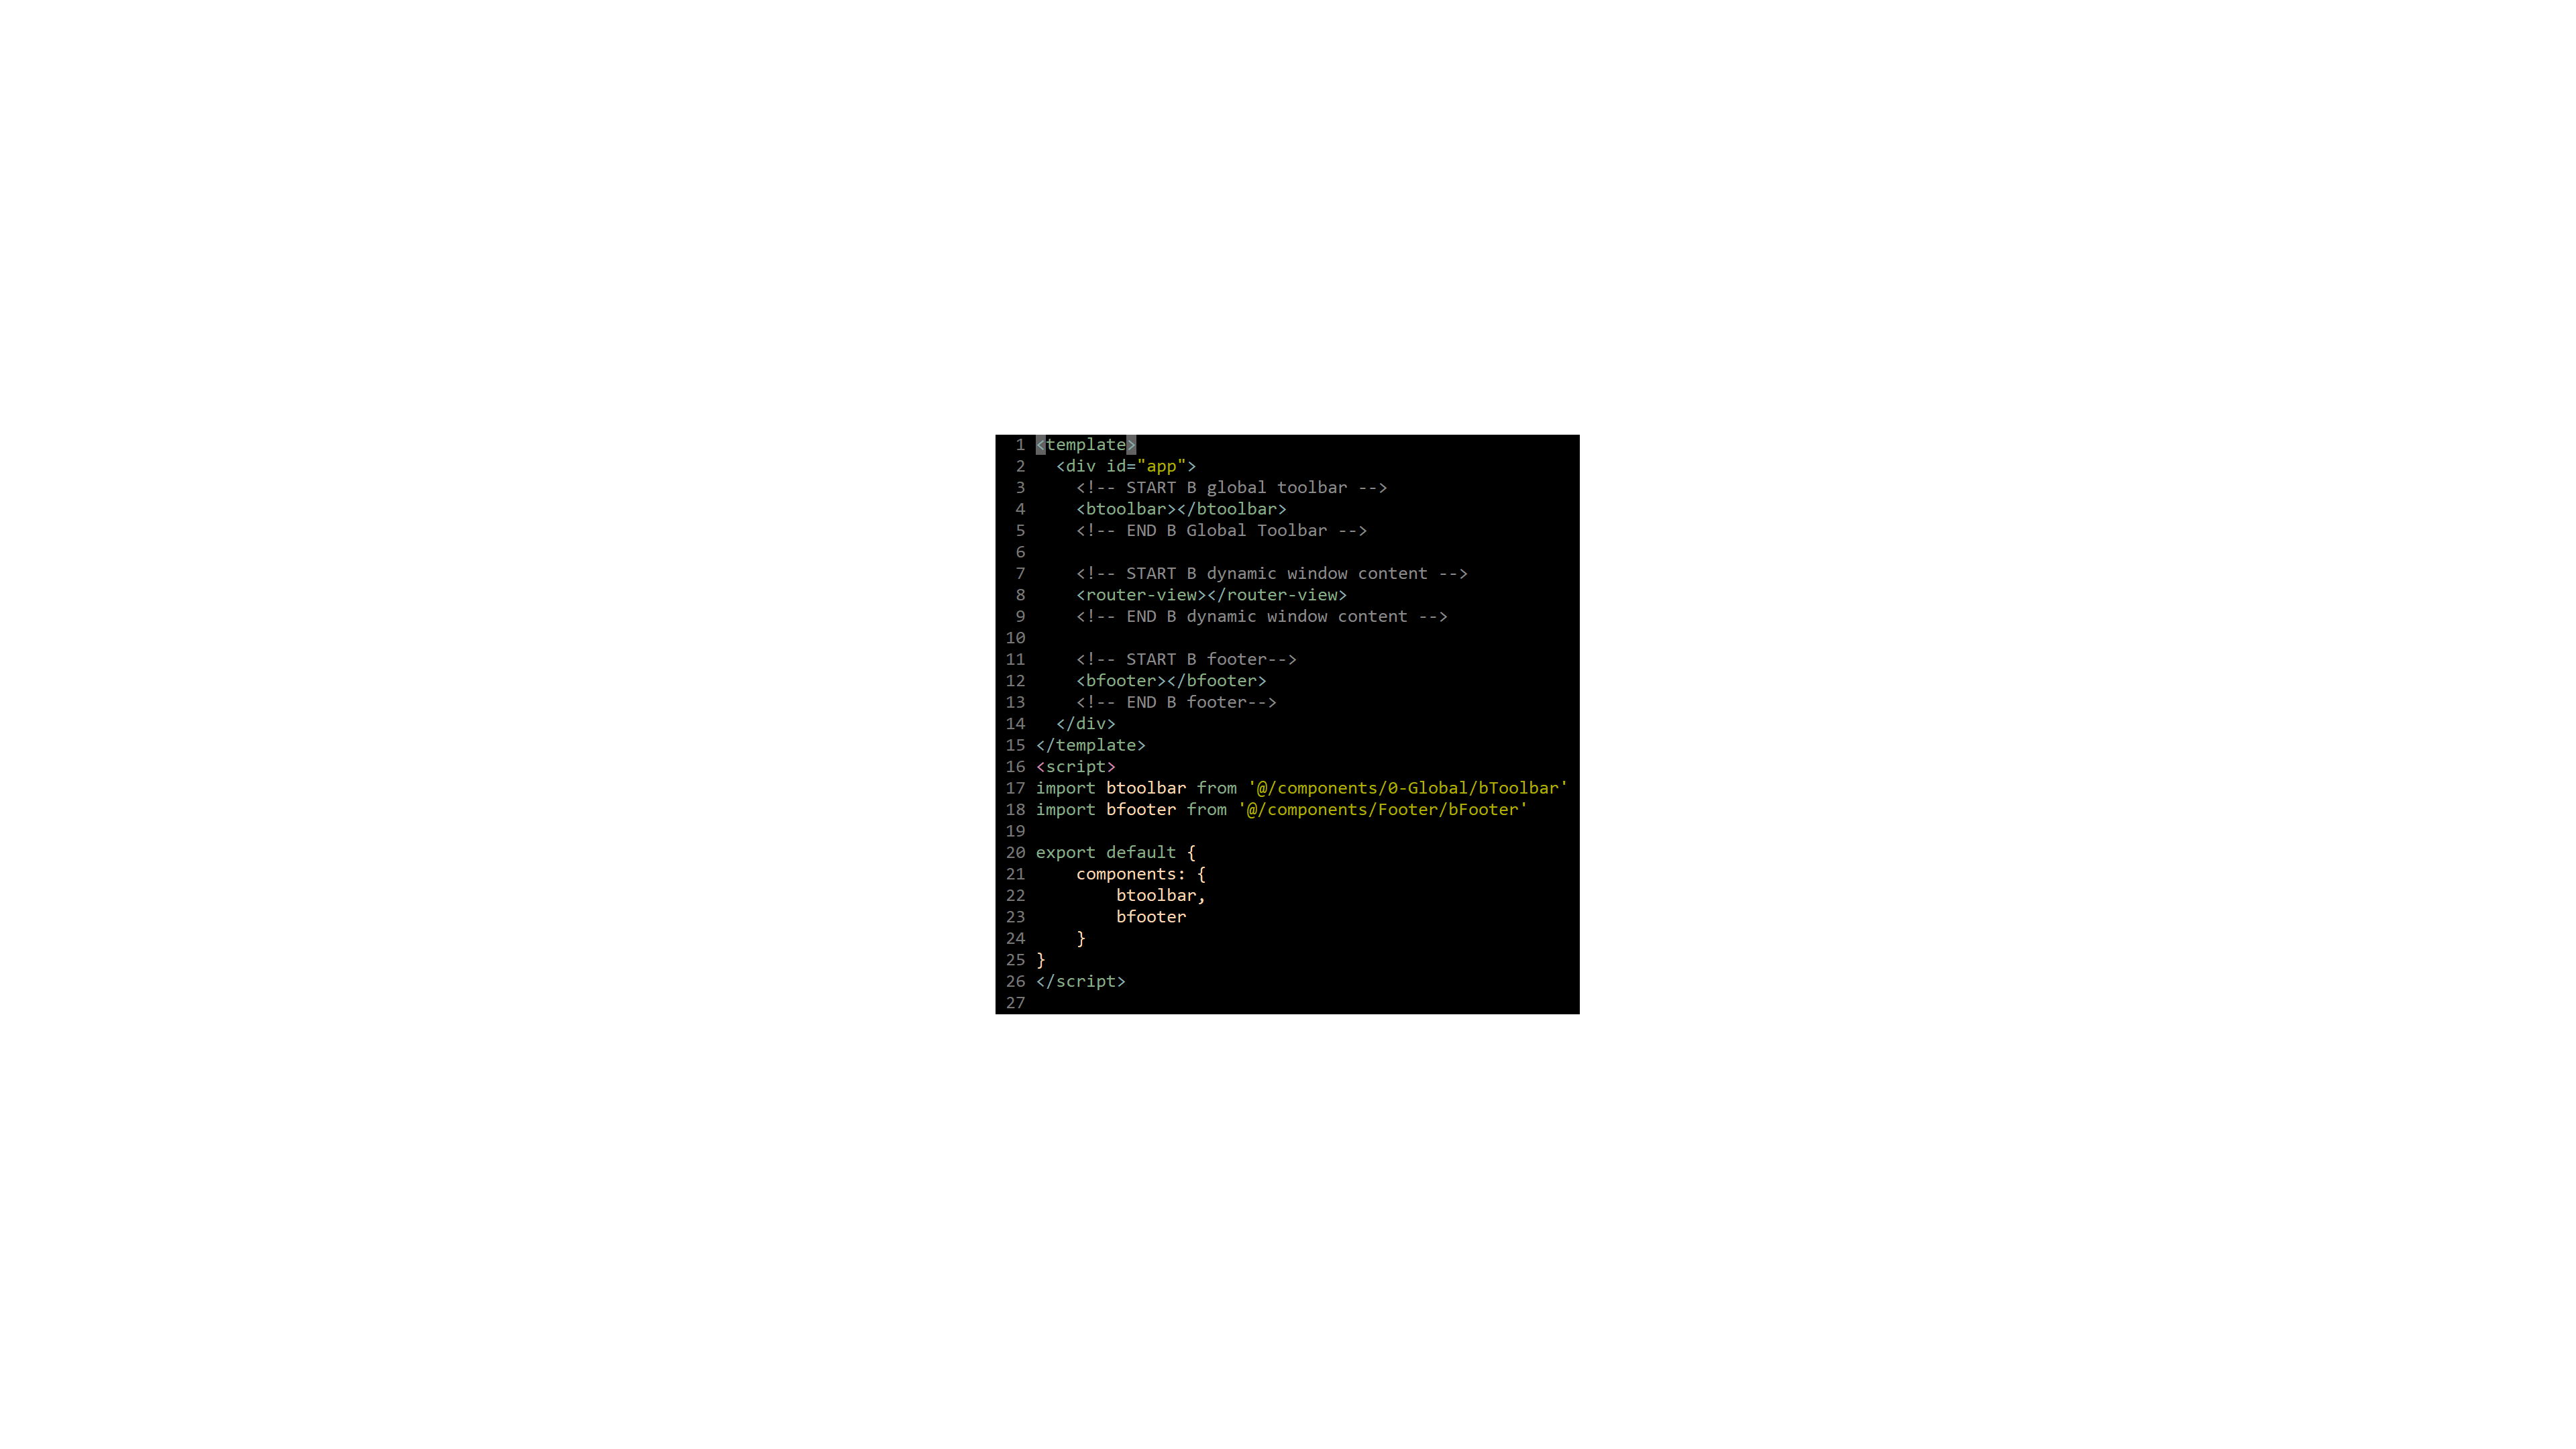 1 <template>
2   <div id="app">
3     <!-- START B global toolbar -->
4     <btoolbar></btoolbar>
5     <!-- END B Global Toolbar -->
6
7     <!-- START B dynamic window content -->
8     <router-view></router-view>
9     <!-- END B dynamic window content -->
10
11     <!-- START B footer-->
12     <bfooter></bfooter>
13     <!-- END B footer-->
14   </div>
15 </template>
16 <script>
17 import btoolbar from '@/components/0-Global/bToolbar'
18 import bfooter from '@/components/Footer/bFooter'
19
20 export default {
21     components: {
22         btoolbar,
23         bfooter
24     }
25 }
26 </script>
27